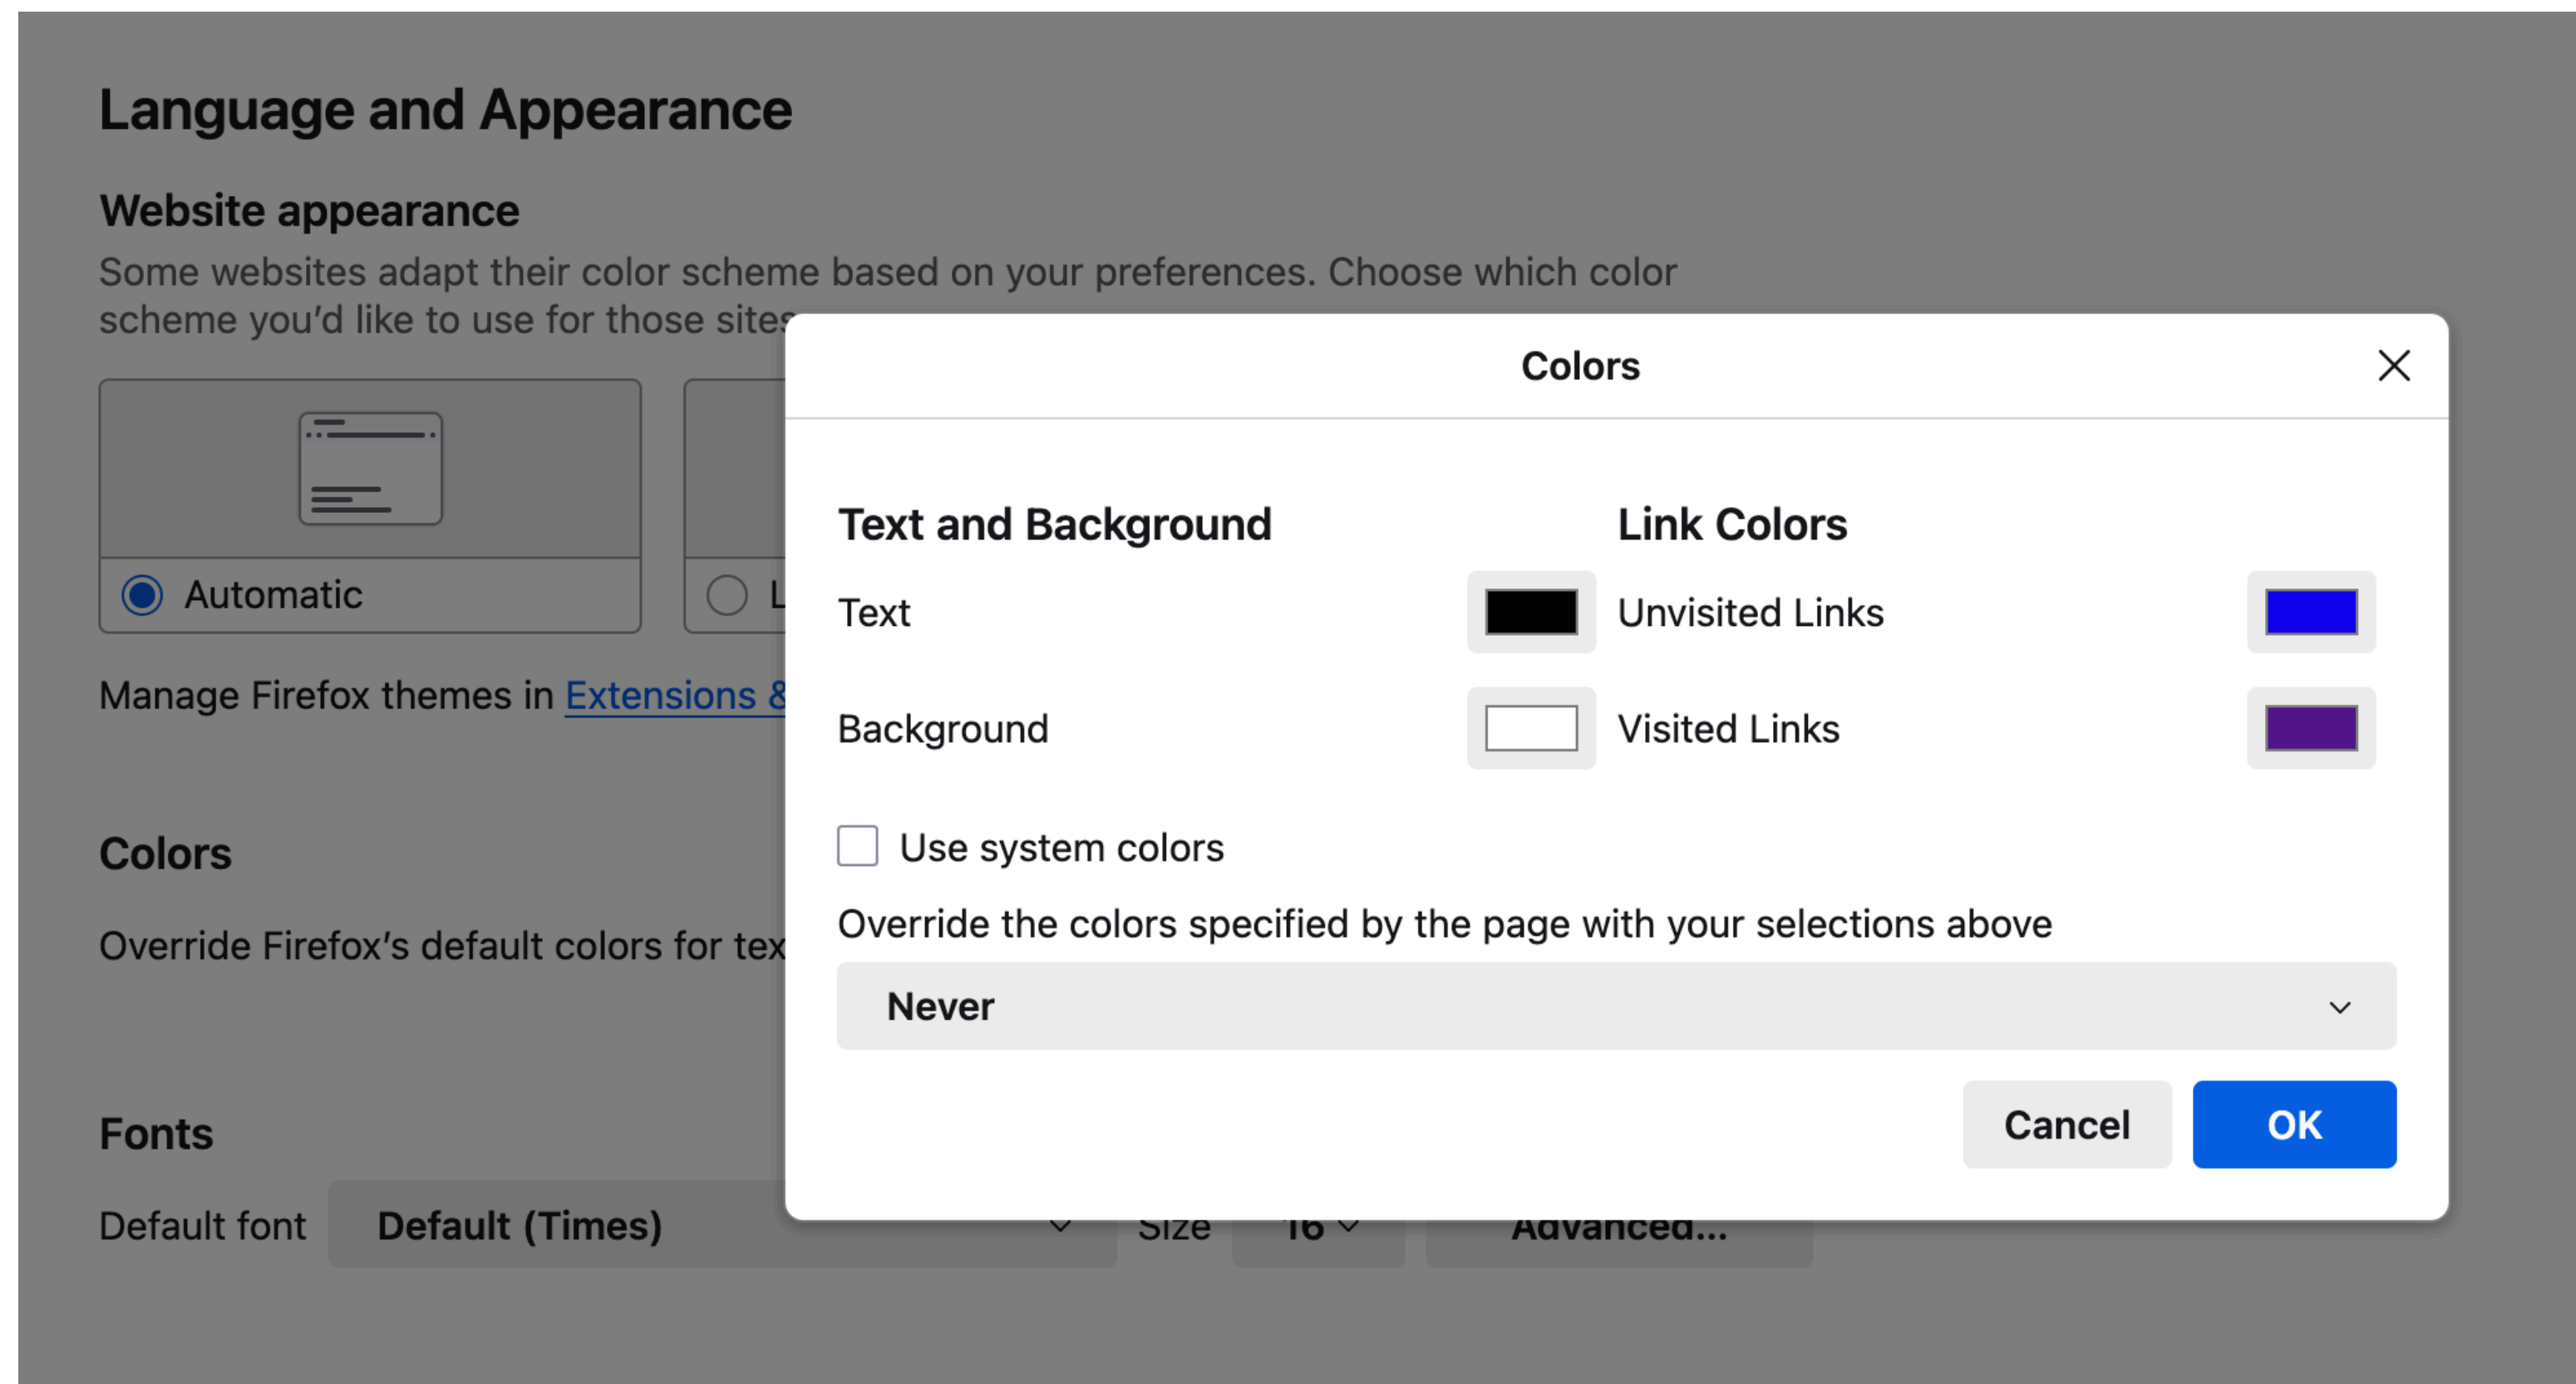 Language and Appearance
Website appearance
Some websites adapt their color scheme based on your preferences. Choose which color
scheme you’d like to use for those sites
Automatic
L
Manage Firefox themes in Extensions &
Colors
Override Firefox’s default colors for tex
Fonts
Default font Default (Times) Size 16 Advanced...
Colors
Text and Background Link Colors
Text Unvisited Links
Background Visited Links
Use system colors
Override the colors specified by the page with your selections above
Never
Cancel OK